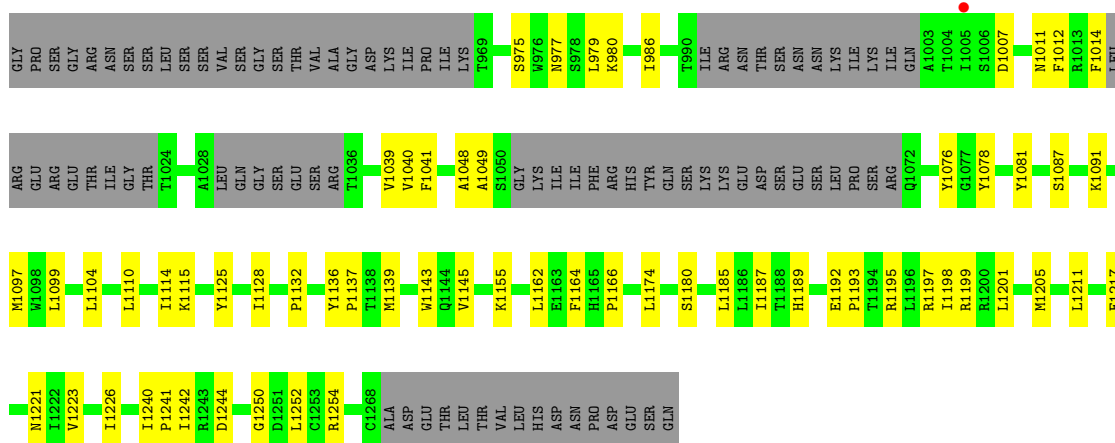 GLY PRO SER GLY ARG ASN SER SER LEU SER SER VAL SER GLY SER THR VAL ALA GLY ASP LYS ILE PRO ILE LYS T969 S975 W976 N977 S978 L979 K980 I986 T990 ILE ARG ASN THR SER ASN ASN LYS ILE LYS ILE GLN A1003 T1004 I1005 S1006 D1007 N1011 F1012 R1013 F1014
ARG GLU ARG GLU THR ILE GLY THR T1024 A1028 LEU GLN GLY SER GLU SER ARG T1036 V1039 V1040 F1041 A1048 A1049 S1050 GLY LYS ILE ILE PHE ARG HIS TYR GLN SER LYS LYS GLU ASP SER GLU SER LEU PRO SER ARG Q1072 Y1076 G1077 Y1078 Y1081 S1087 K1091
M1097 W1098 L1099 L1104 L1110 I1114 K1115 Y1125 I1128 P1132 Y1136 P1137 T1138 M1139 W1143 Q1144 V1145 K1155 L1162 E1163 F1164 H1165 P1166 L1174 S1180 L1185 L1186 I1187 T1188 H1189 E1192 P1193 T1194 R1195 L1196 R1197 I1198 R1199 R1200 L1201 M1205 L1211
N1221 I1222 V1223 I1226 I1240 P1241 I1242 R1243 D1244 G1250 D1251 L1252 C1253 R1254 C1268 ALA ASP GLU THR LEU THR VAL LEU HIS ASP ASN PRO ASP GLU SER GLN